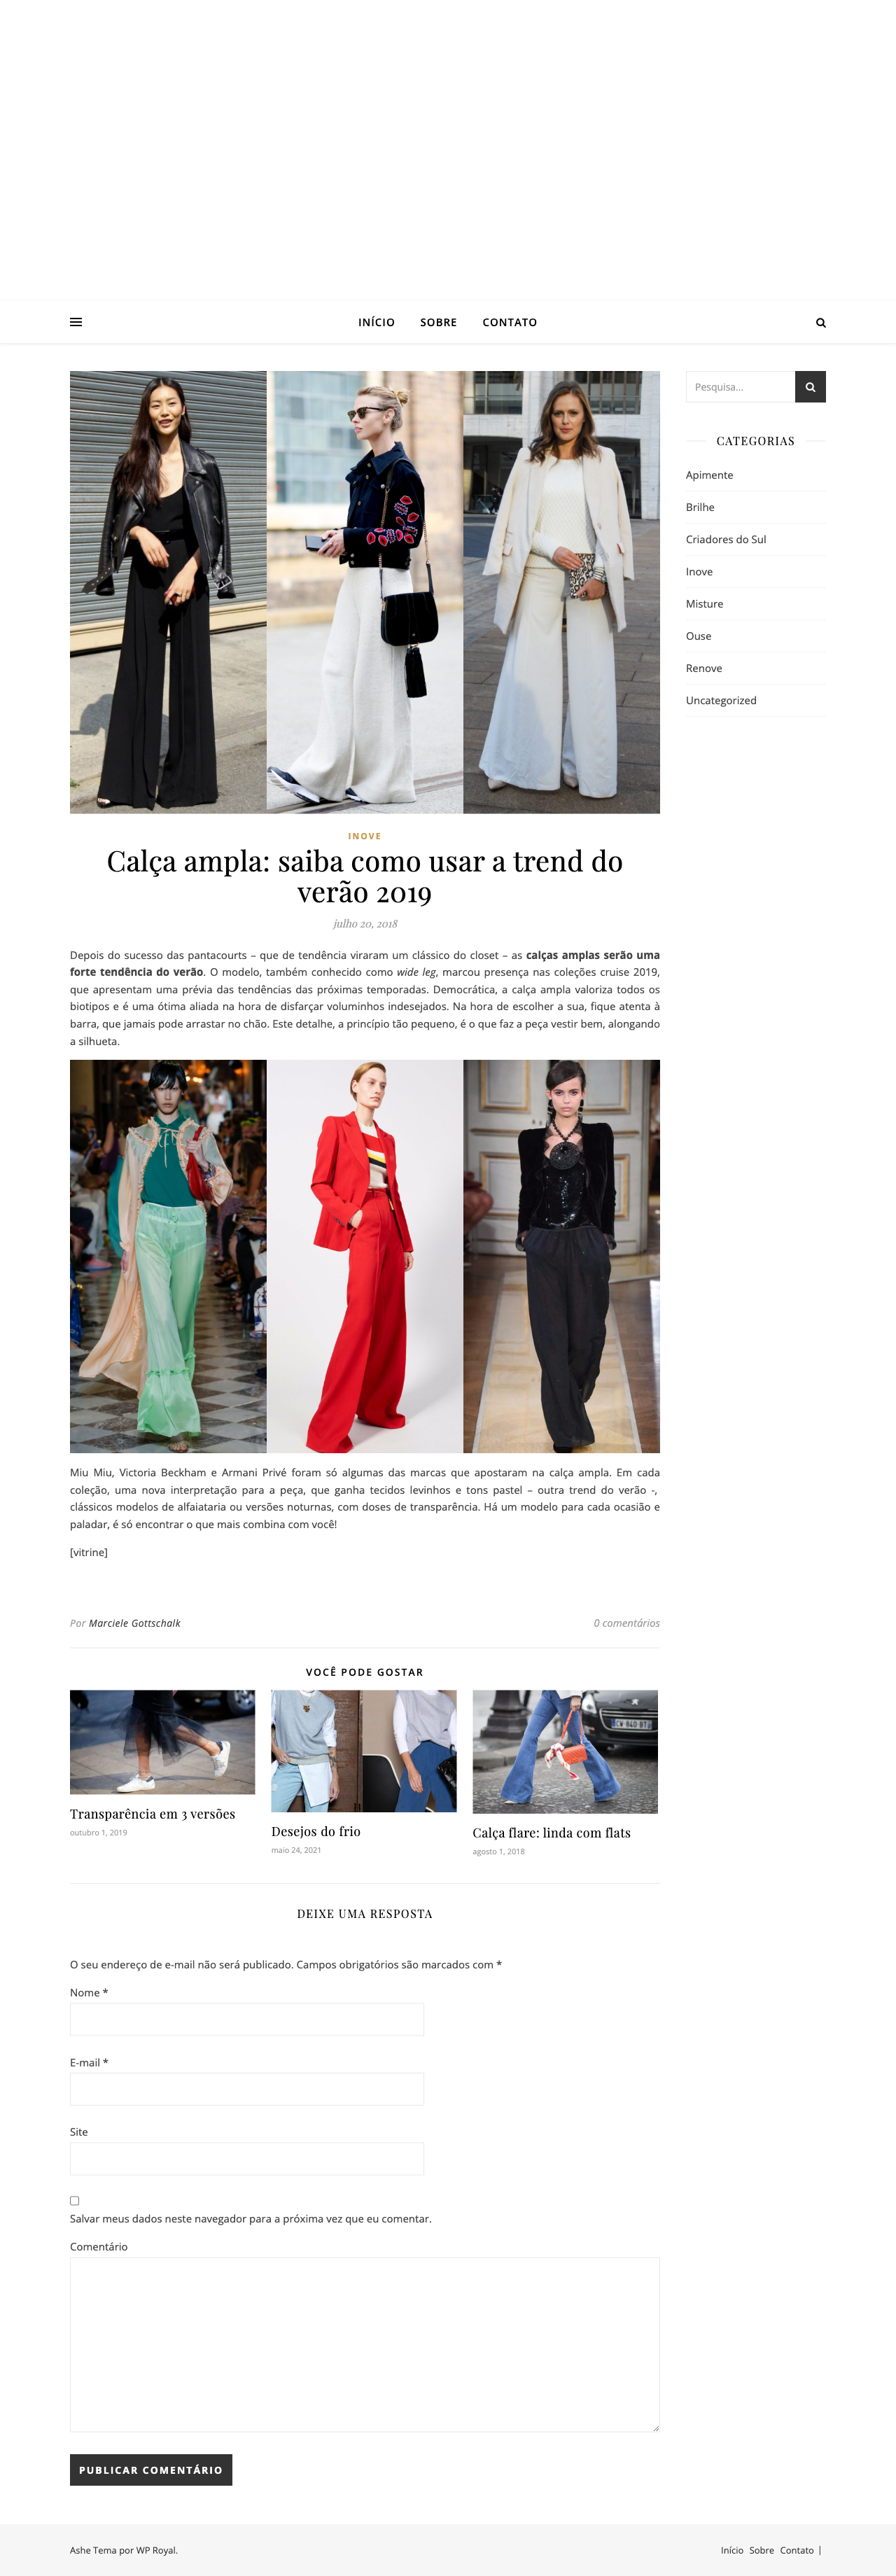 INÍCIO SOBRE CONTATO
INOVE
Calça ampla: saiba como usar a trend do
verão 2019
julho 20, 2018
Depois do sucesso das pantacourts – que de tendência viraram um clássico do closet – as calças amplas serão uma
forte tendência do verão. O modelo, também conhecido como wide leg, marcou presença nas coleções cruise 2019,
que apresentam uma prévia das tendências das próximas temporadas. Democrática, a calça ampla valoriza todos os
biotipos e é uma ótima aliada na hora de disfarçar voluminhos indesejados. Na hora de escolher a sua, fique atenta à
barra, que jamais pode arrastar no chão. Este detalhe, a princípio tão pequeno, é o que faz a peça vestir bem, alongando
a silhueta.
Miu Miu, Victoria Beckham e Armani Privé foram só algumas das marcas que apostaram na calça ampla. Em cada
coleção, uma nova interpretação para a peça, que ganha tecidos levinhos e tons pastel – outra trend do verão -,
clássicos modelos de alfaiataria ou versões noturnas, com doses de transparência. Há um modelo para cada ocasião e
paladar, é só encontrar o que mais combina com você!
[vitrine]
Por Marciele Gottschalk
0 comentários
VOCÊ PODE GOSTAR
Transparência em 3 versões
outubro 1, 2019
Desejos do frio
maio 24, 2021
Calça flare: linda com flats
agosto 1, 2018
DEIXE UMA RESPOSTA
O seu endereço de e-mail não será publicado. Campos obrigatórios são marcados com *
Nome *
E-mail *
Site
Salvar meus dados neste navegador para a próxima vez que eu comentar.
Comentário
PUBLICAR COMENTÁRIO
Pesquisa...
CATEGORIAS
Apimente
Brilhe
Criadores do Sul
Inove
Misture
Ouse
Renove
Uncategorized
Ashe Tema por WP Royal.
Início Sobre Contato |